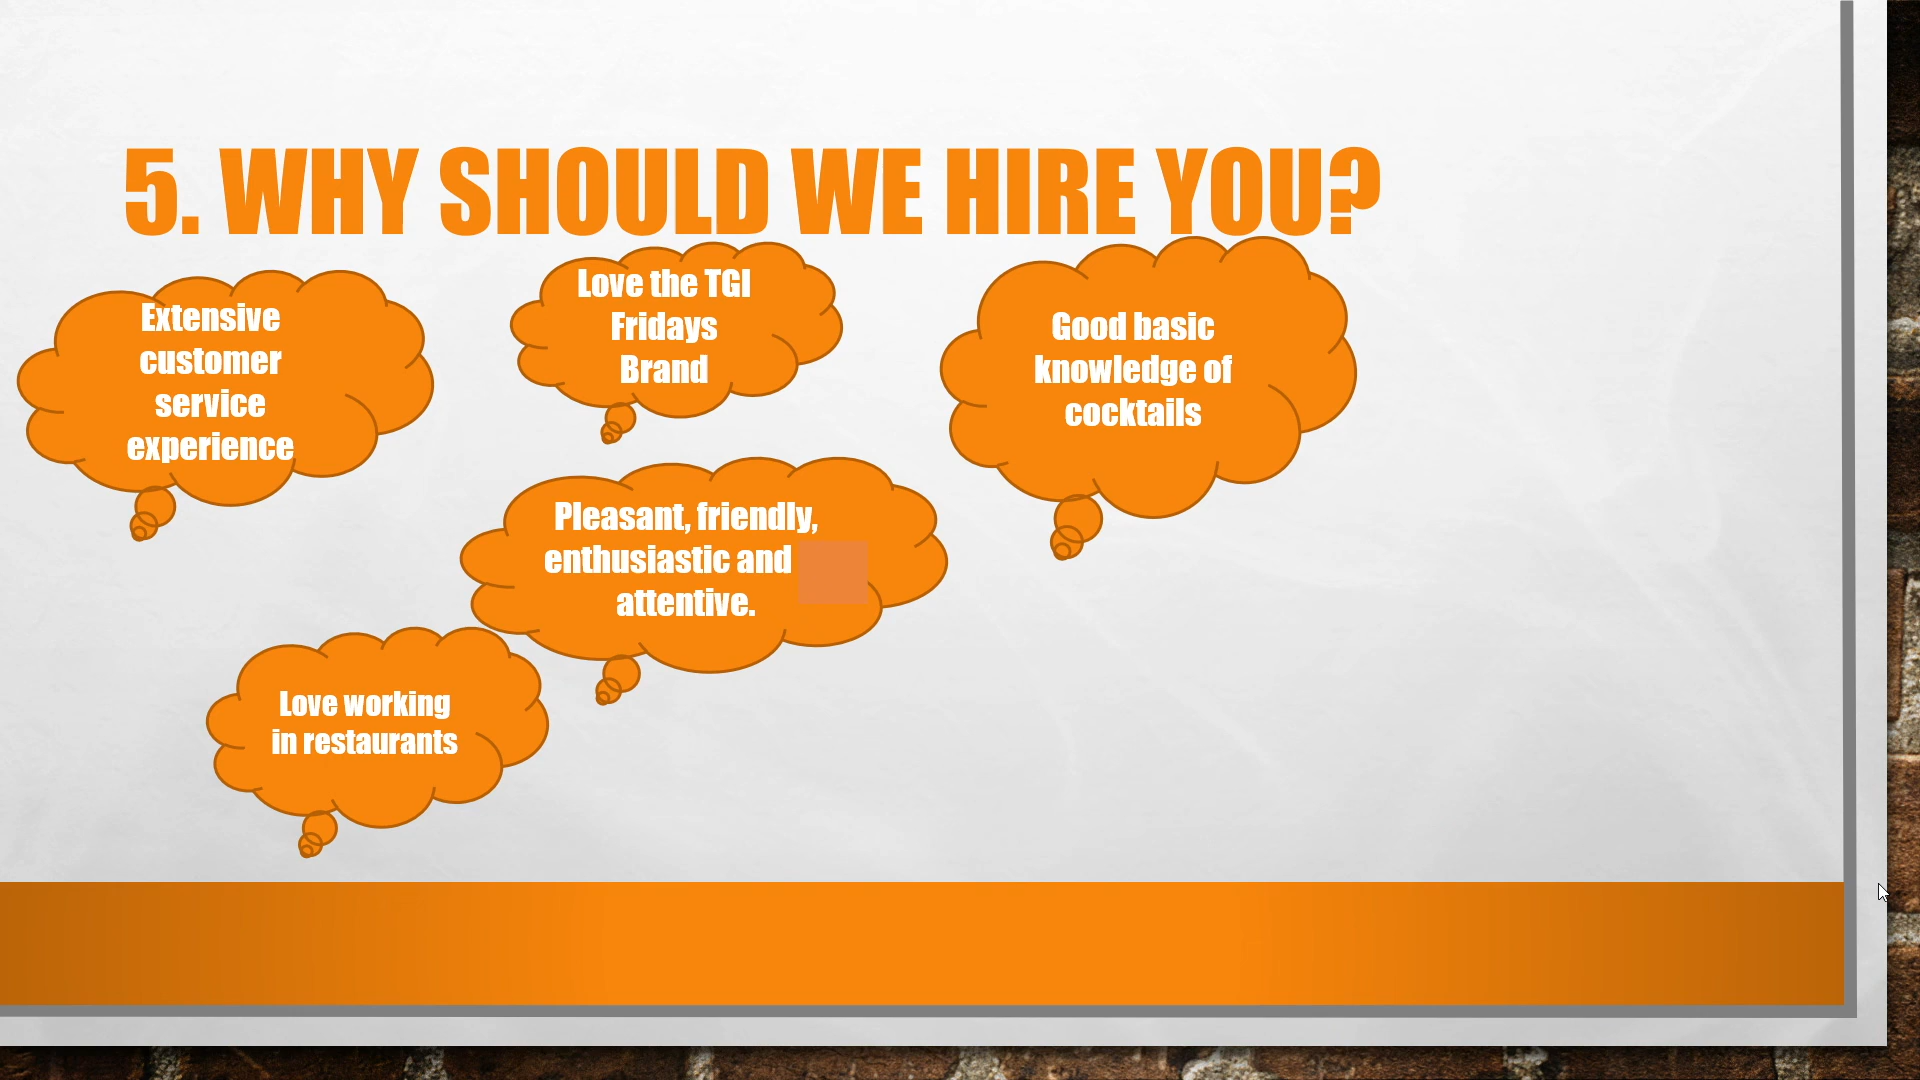 5. WHY SHOULD WE HIRE YOU?
Extensive
customer
service
experience
Love the TGI
Fridays
Brand
Good basic
knowledge of
cocktails
Pleasant, friendly,
enthusiastic and
attentive.
Love working
in restaurants